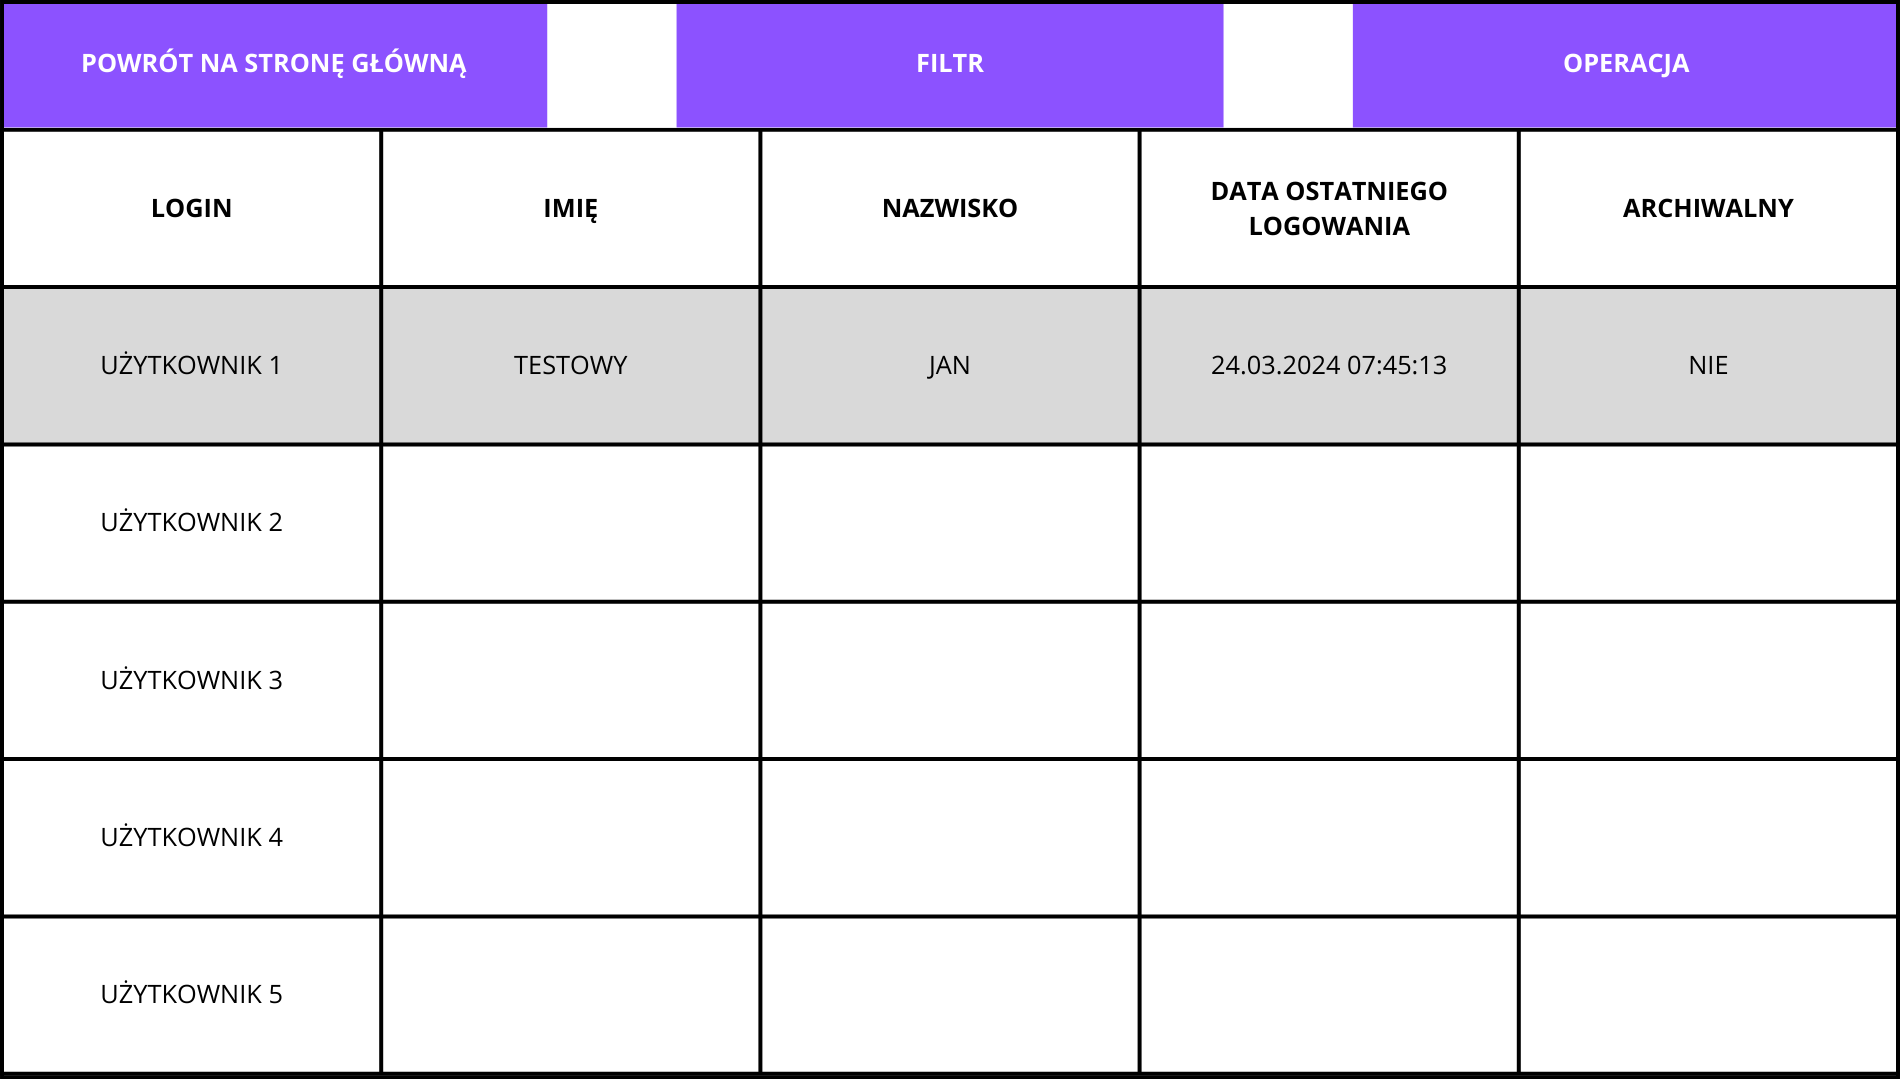 POWRÓT NA STRONĘ GŁÓWNĄ
FILTR
OPERACJA
LOGIN
IMIĘ
NAZWISKO
DATA OSTATNIEGO
LOGOWANIA
ARCHIWALNY
UŻYTKOWNIK 1
TESTOWY
JAN
24.03.2024 07:45:13
NIE
UŻYTKOWNIK 2
UŻYTKOWNIK 3
UŻYTKOWNIK 4
UŻYTKOWNIK 5